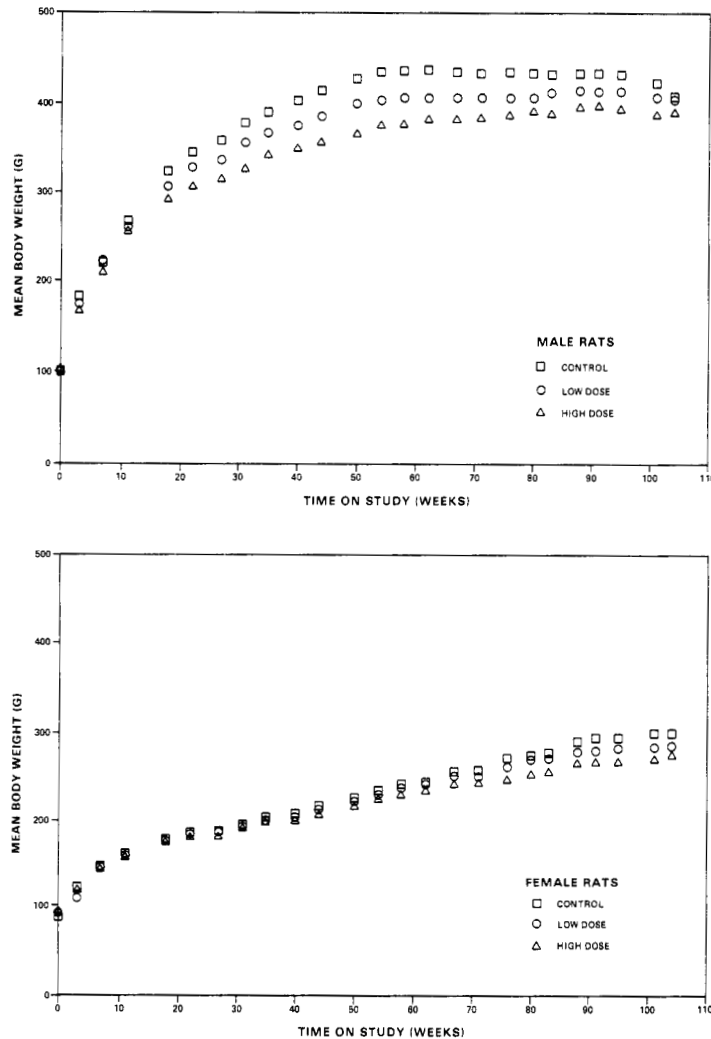 500
400
300
200
100
0
MEAN BODY WEIGHT (G)
MALE RATS
CONTROL
LOW DOSE
HIGH DOSE
0 10 20 30 40 50 60 70 80 90 100 110
TIME ON STUDY (WEEKS)
500
400
300
200
100
0
MEAN BODY WEIGHT (G)
FEMALE RATS
CONTROL
LOW DOSE
HIGH DOSE
0 10 20 30 40 50 60 70 80 90 100 110
TIME ON STUDY (WEEKS)